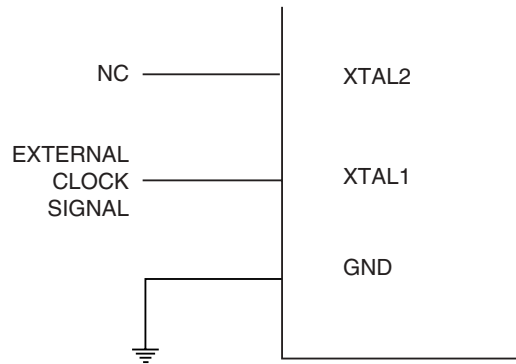 NC
XTAL2
EXTERNAL
CLOCK
SIGNAL
XTAL1
GND